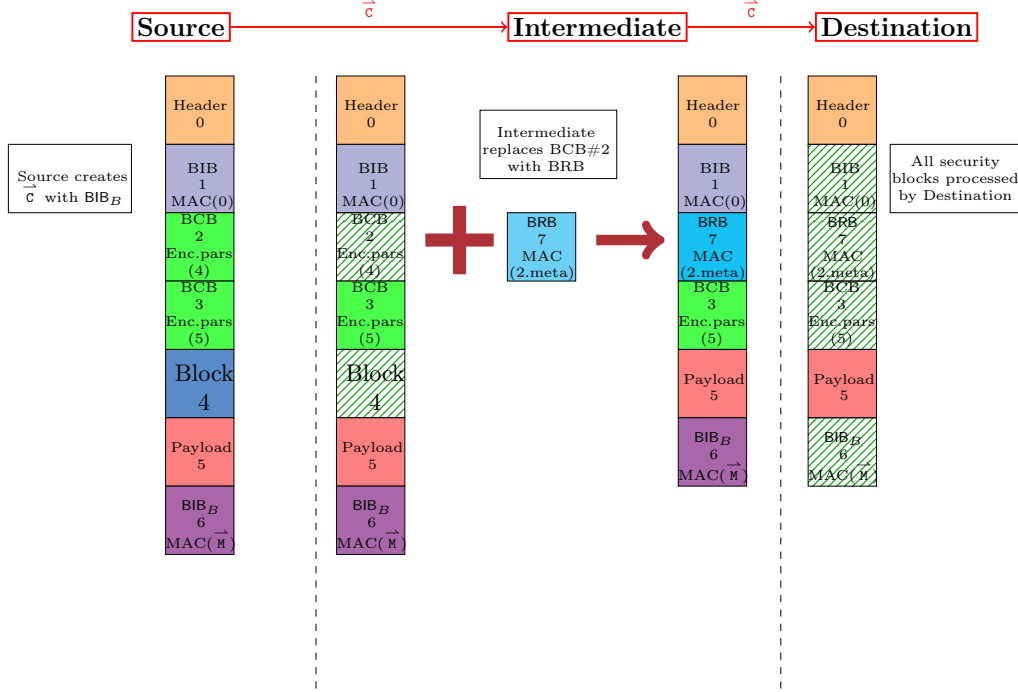 C
C
Source
Intermediate
Destination
Source creates
C with BIB_B
Header
0
BIB
1
MAC(0)
BCB
2
Enc.pars
(4)
BCB
3
Enc.pars
(5)
Block
4
Payload
5
BIB_B
6
MAC(M)
Header
0
BIB
1
MAC(0)
BCB
2
Enc.pars
(4)
BCB
3
Enc.pars
(5)
Block
4
Payload
5
BIB_B
6
MAC(M)
Intermediate
replaces BCB#2
with BRB
BRB
7
MAC
(2.meta)
Header
0
BIB
1
MAC(0)
BRB
7
MAC
(2.meta)
BCB
3
Enc.pars
(5)
Payload
5
BIB_B
6
MAC(M)
Header
0
BIB
1
MAC(0)
BRB
7
MAC
(2.meta)
BCB
3
Enc.pars
(5)
Payload
5
BIB_B
6
MAC(M)
All security
blocks processed
by Destination